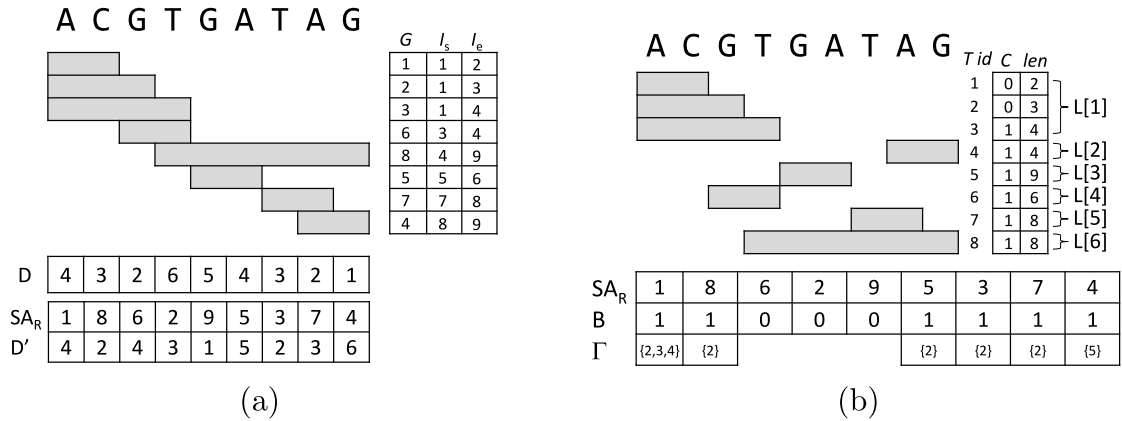 A C G T G A T A G
G Is Ie
1 1 2
2 1 3
3 1 4
6 3 4
8 4 9
5 5 6
7 7 8
4 8 9
D 4 3 2 6 5 4 3 2 1
SAR 1 8 6 2 9 5 3 7 4
D’ 4 2 4 3 1 5 2 3 6
(a)
A C G T G A T A G
T id C len
1 0 2
2 0 3 L[1]
3 1 4
4 1 4 L[2]
5 1 9 L[3]
6 1 6 L[4]
7 1 8 L[5]
8 1 8 L[6]
SAR 1 8 6 2 9 5 3 7 4
B 1 1 0 0 0 1 1 1 1
Γ {2,3,4} {2} {2} {2} {2} {5}
(b)